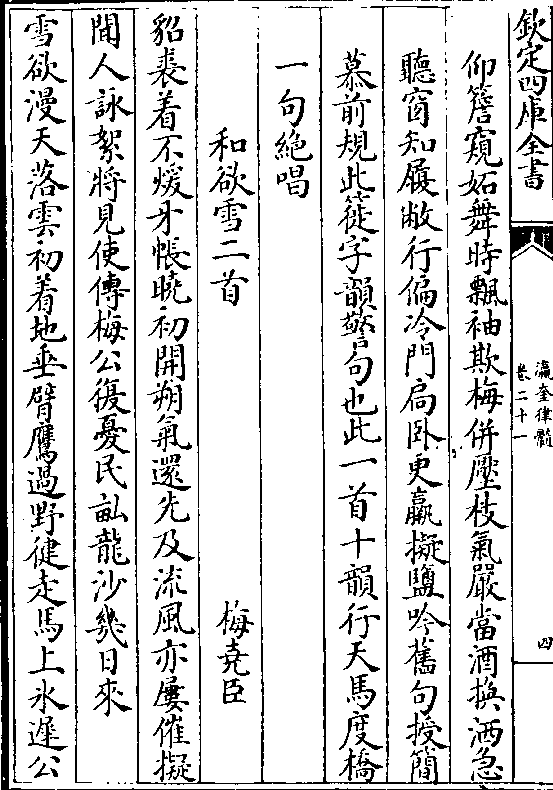 欽定四庫全書
瀛奎律髓
卷二十一
四
仰簷窺妬舞時飄袖欺梅併壓枝氣嚴當酒換洒急
聽窗知履敝行偏冷門扄卧更羸擬鹽吟舊句授簡
慕前規此簁字韻警句也此一首十韻行天馬度橋
一句絶唱
和欲雪二首
梅堯臣
貂裘着不煖牙帳曉初開朔氣還先及流風亦屢催擬
聞人詠絮將見使傳梅公復憂民畝龍沙幾日來
雪欲漫天落雲初着地垂臂鷹過野健走馬上氷遲公